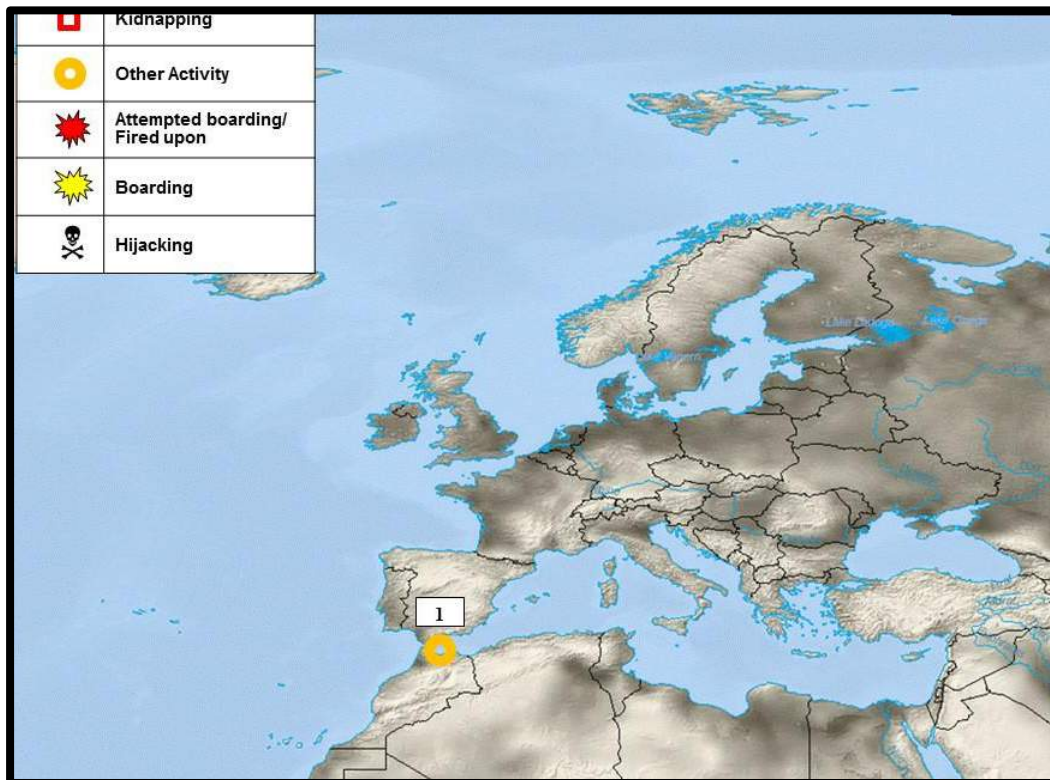 Kidnapping
Other Activity
Attempted boarding/
Fired upon
Boarding
Hijacking
1